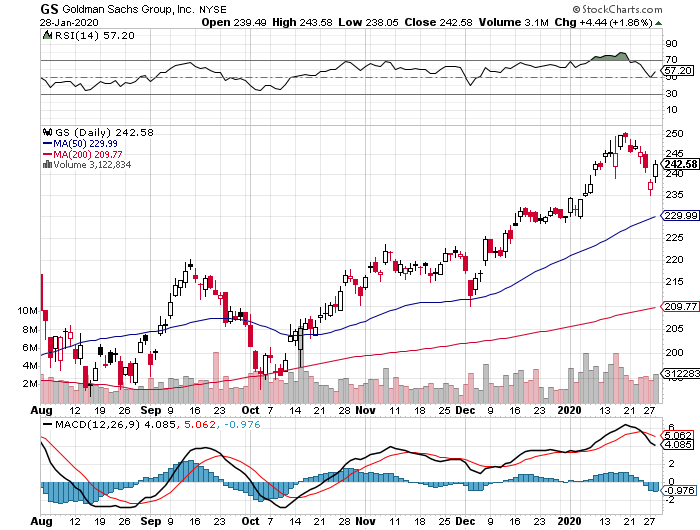 GS Goldman Sachs Group, Inc. NYSE © StockCharts.com
28-Jan-2020 Open 239.49 High 243.58 Low 238.05 Close 242.58 Volume 3.1M Chg +4.44 (+1.86%)
RSI(14) 57.20
90
70
57.20
50
30
10
GS (Daily) 242.58
MA(50) 229.99
MA(200) 209.77
Volume 3,122,834
250
245
242.58
240
235
229.99
225
220
215
10M
209.77
8M
205
6M
200
4M
3122834
2M
195
Aug 12 19 26 Sep 9 16 23 Oct 7 14 21 28 Nov 11 18 25 Dec 9 16 23 2020 13 21 27
MACD(12,26,9) 4.085, 5.062, -0.976
6
5.062
4.085
2
0
-0.976
-2
Aug 12 19 26 Sep 9 16 23 Oct 7 14 21 28 Nov 11 18 25 Dec 9 16 23 2020 13 21 27